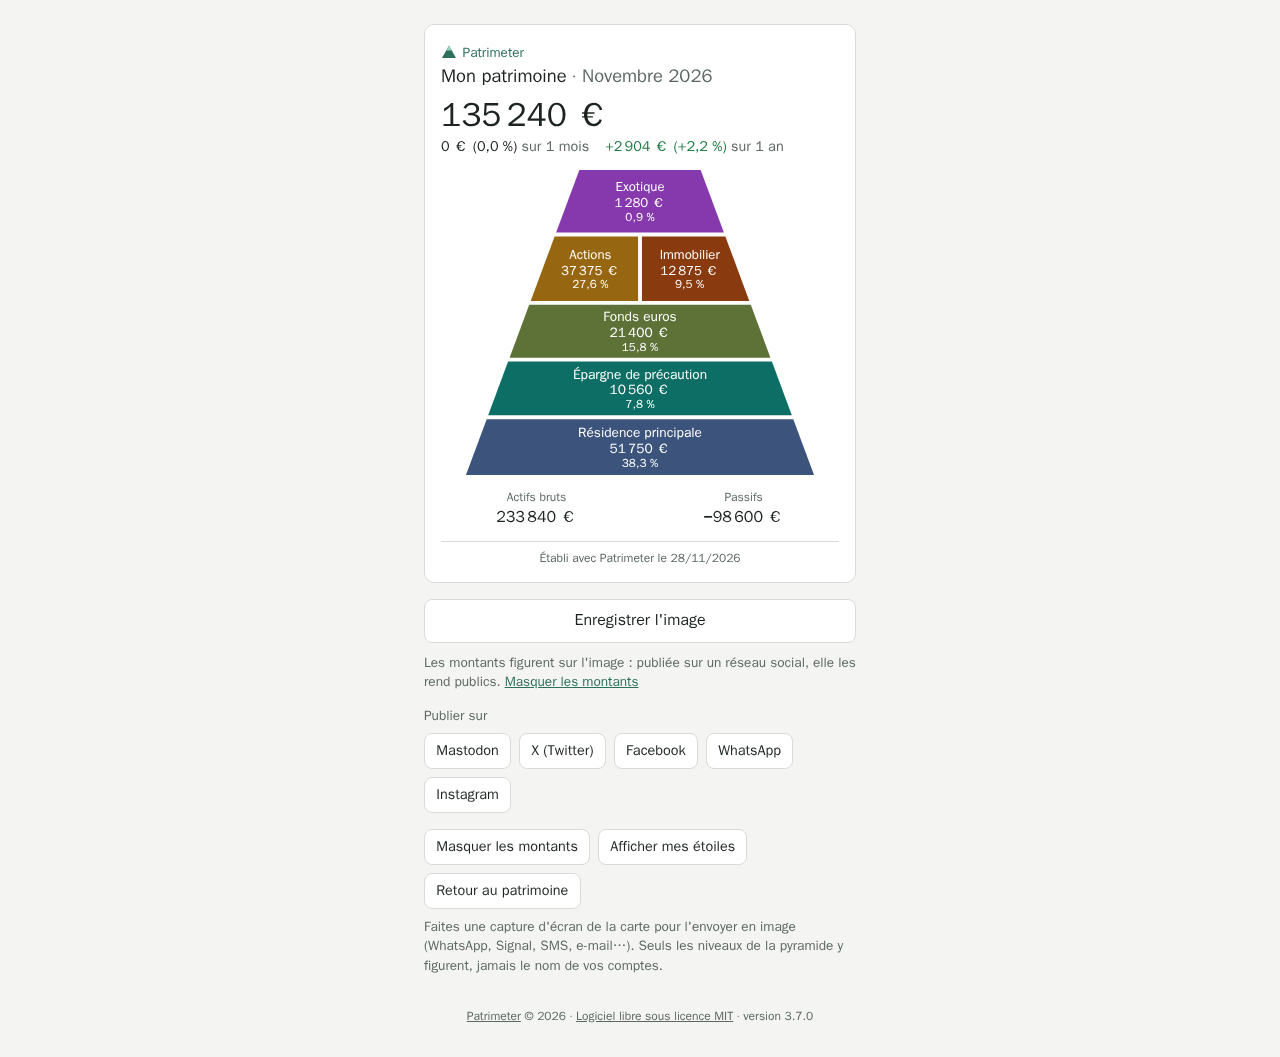 Patrimeter
Mon patrimoine · Novembre 2026
135 240 €
0 € (0,0 %) sur 1 mois +2 904 € (+2,2 %) sur 1 an
Exotique
1 280 €
0,9 %
Actions
37 375 €
27,6 %
Immobilier
12 875 €
9,5 %
Fonds euros
21 400 €
15,8 %
Épargne de précaution
10 560 €
7,8 %
Résidence principale
51 750 €
38,3 %
Actifs bruts
233 840 €
Passifs
−98 600 €
Établi avec Patrimeter le 28/11/2026
Enregistrer l'image
Les montants figurent sur l'image : publiée sur un réseau social, elle les
rend publics. Masquer les montants
Publier sur
Mastodon
X (Twitter)
Facebook
WhatsApp
Instagram
Masquer les montants
Afficher mes étoiles
Retour au patrimoine
Faites une capture d'écran de la carte pour l'envoyer en image
(WhatsApp, Signal, SMS, e-mail…). Seuls les niveaux de la pyramide y
figurent, jamais le nom de vos comptes.
Patrimeter © 2026 · Logiciel libre sous licence MIT · version 3.7.0